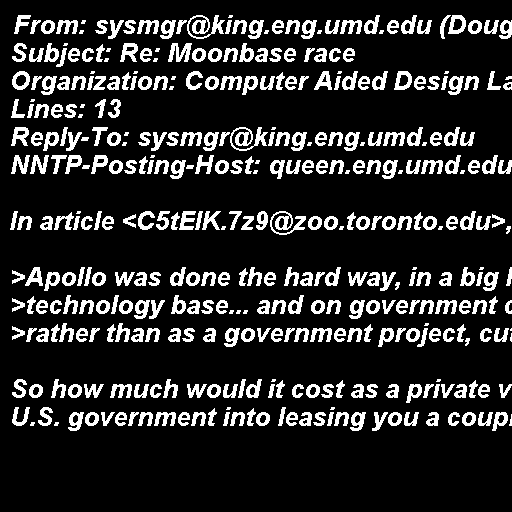 From: sysmgr@king.eng.umd.edu (Doug
Subject: Re: Moonbase race
Organization: Computer Aided Design La
Lines: 13
Reply-To: sysmgr@king.eng.umd.edu
NNTP-Posting-Host: queen.eng.umd.edu
In article <C5tEIK.7z9@zoo.toronto.edu>,
>Apollo was done the hard way, in a big
>technology base... and on government
>rather than as a government project, cut
So how much would it cost as a private
U.S. government into leasing you a coupl